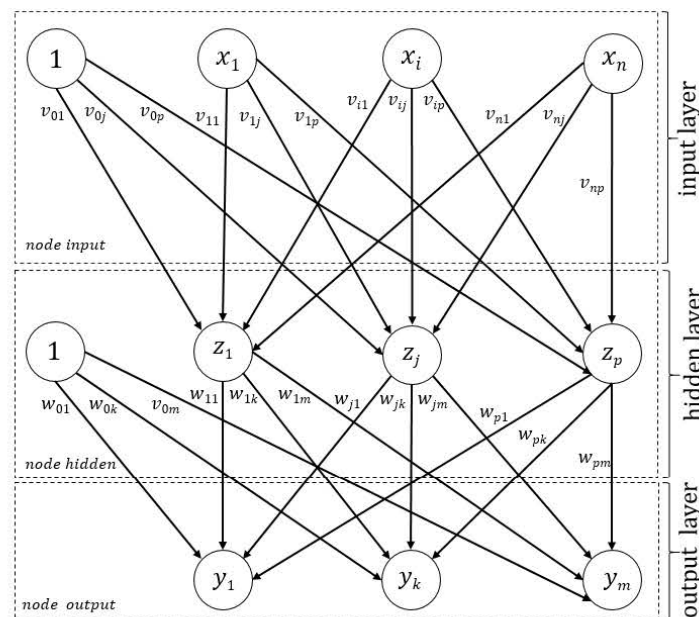 1 x₁ xᵢ xₙ
v₀₁ v₀ⱼ v₀ₚ v₁₁ v₁ⱼ v₁ₚ vᵢ₁ vᵢⱼ vᵢₚ vₙ₁ vₙⱼ
vₙₚ
node input
input layer
1 z₁ zⱼ zₚ
w₀₁ w₀ₖ v₀ₘ w₁₁ w₁ₖ w₁ₘ wⱼ₁ wⱼₖ wⱼₘ wₚ₁ wₚₖ
wₚₘ
node hidden
hidden layer
y₁ yₖ yₘ
node output
output layer